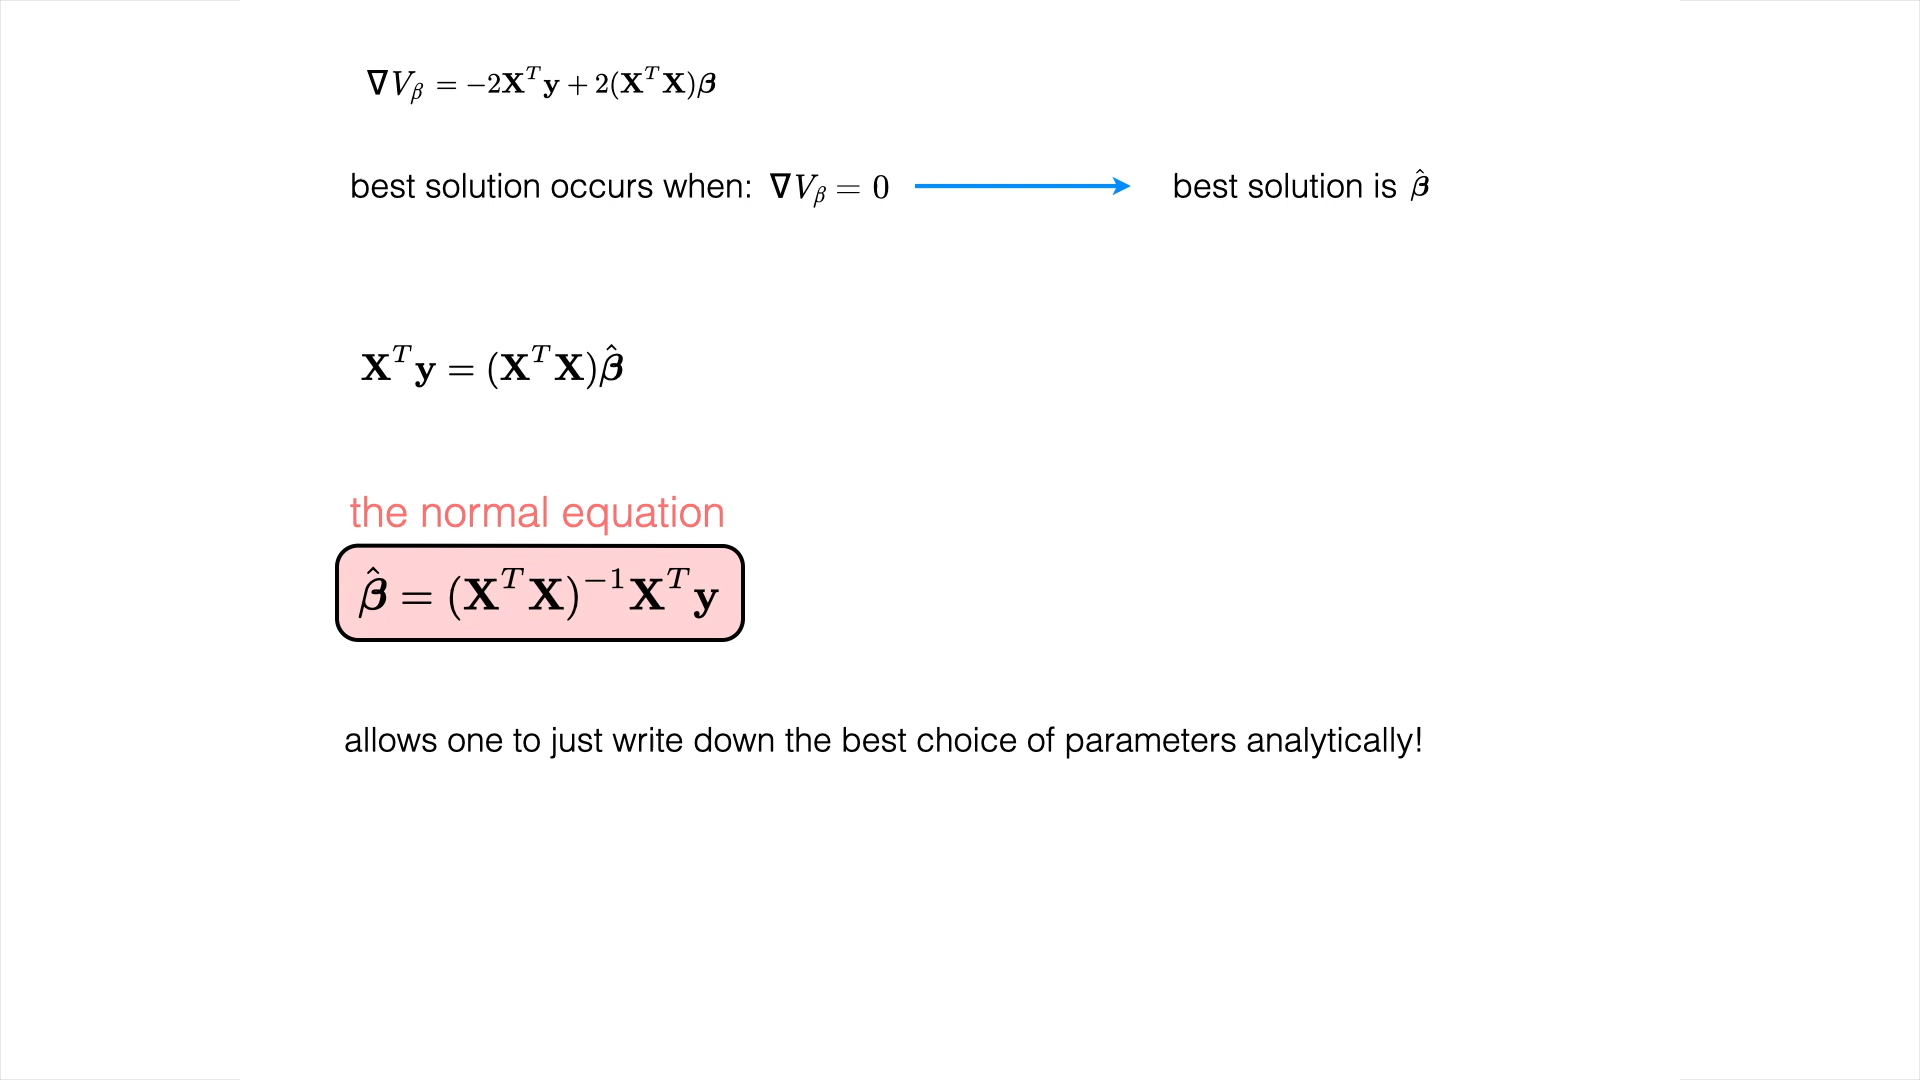 ∇V_β = −2X^T y + 2(X^T X)β
best solution occurs when: ∇V_β = 0 best solution is β̂
X^T y = (X^T X)β̂
the normal equation
β̂ = (X^T X)^{−1} X^T y
allows one to just write down the best choice of parameters analytically!